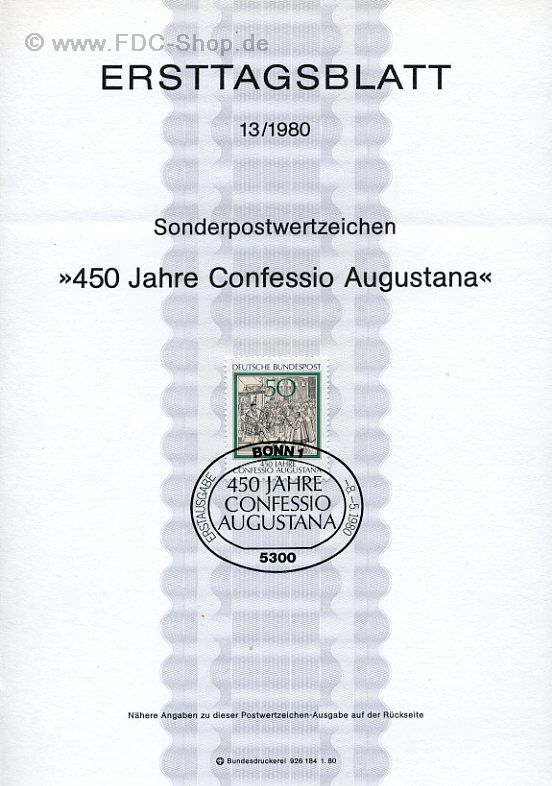 © www.FDC-Shop.de
ERSTTAGSBLATT
13/1980
Sonderpostwertzeichen
»450 Jahre Confessio Augustana«
DEUTSCHE BUNDESPOST
50
450 JAHRE
CONFESSIO AUGUSTANA
BONN 1
ERSTAUSGABE
450 JAHRE
CONFESSIO
AUGUSTANA
-8.-5.1980
5300
Nähere Angaben zu dieser Postwertzeichen-Ausgabe auf der Rückseite
Bundesdruckerei 926 184 1. 80